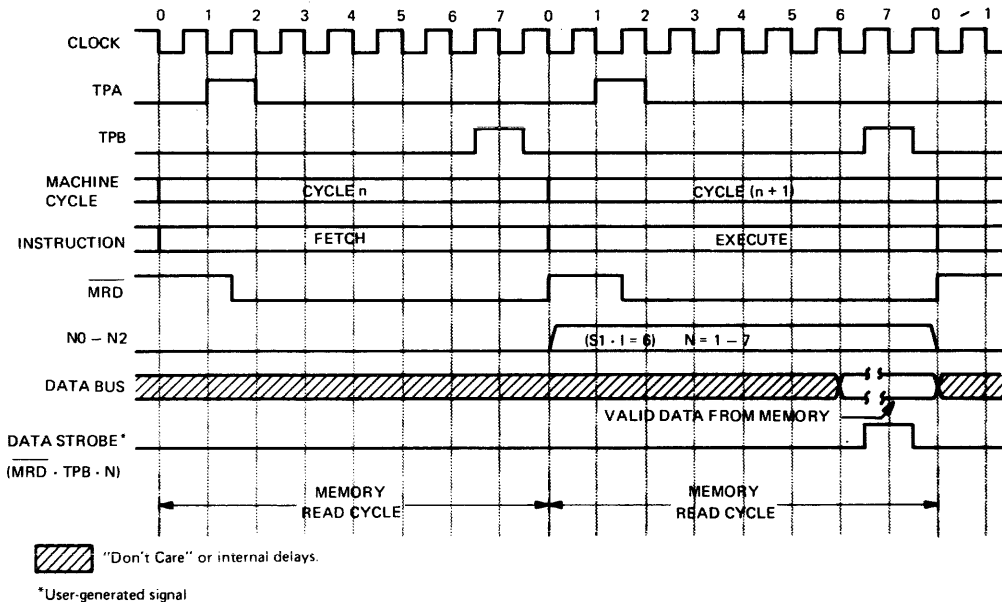 0 1 2 3 4 5 6 7 0 1 2 3 4 5 6 7 0 1
CLOCK
TPA
TPB
MACHINE
CYCLE
CYCLE n
CYCLE (n + 1)
INSTRUCTION
FETCH
EXECUTE
MRD
N0 – N2
(S1 · I = 6) N = 1 – 7
DATA BUS
VALID DATA FROM MEMORY
DATA STROBE*
(MRD · TPB · N)
MEMORY
READ CYCLE
MEMORY
READ CYCLE
"Don't Care" or internal delays.
*User-generated signal